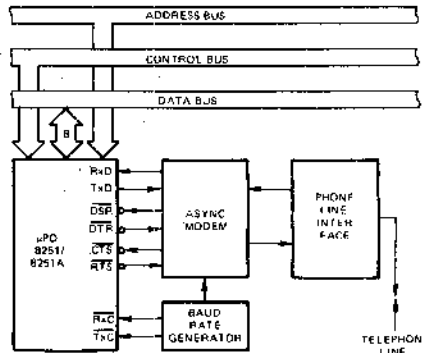 ADDRESS BUS
CONTROL BUS
DATA BUS
8
μPD
8251/
8251A
RxD
TxD
DSR
DTR
CTS
RTS
RxC
TxC
ASYNC
MODEM
BAUD
RATE
GENERATOR
PHONE
LINE
INTER
FACE
TELEPHON
LINE